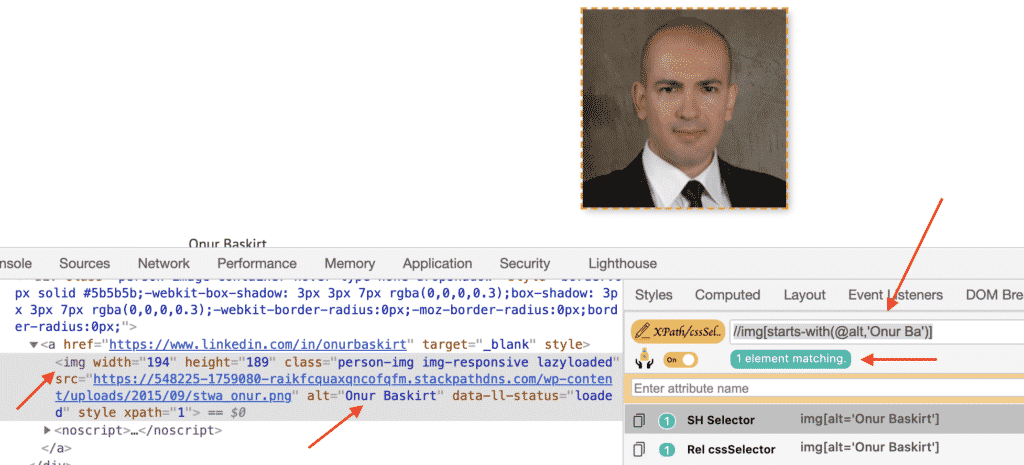 Onur Baskirt
nsole Sources Network Performance Memory Application Security Lighthouse
px solid #5b5b5b;-webkit-box-shadow: 3px 3px 7px rgba(0,0,0,0.3);box-shadow: 3p
x 3px 7px rgba(0,0,0,0.3);-webkit-border-radius:0px;-moz-border-radius:0px;bord
er-radius:0px;">
▼<a href="https://www.linkedin.com/in/onurbaskirt" target="_blank" style>
<img width="194" height="189" class="person-img img-responsive lazyloaded"
src="https://548225-1759080-raikfcquaxqncofqfm.stackpathdns.com/wp-conten
t/uploads/2015/09/stwa_onur.png" alt="Onur Baskirt" data-ll-status="loade
d" style xpath="1"> == $0
▶<noscript>…</noscript>
</a>
</div>
Styles Computed Layout Event Listeners DOM Bre
XPath/cssSel.. //img[starts-with(@alt,'Onur Ba')]
On 1 element matching.
Enter attribute name
1 SH Selector img[alt='Onur Baskirt']
1 Rel cssSelector img[alt='Onur Baskirt']